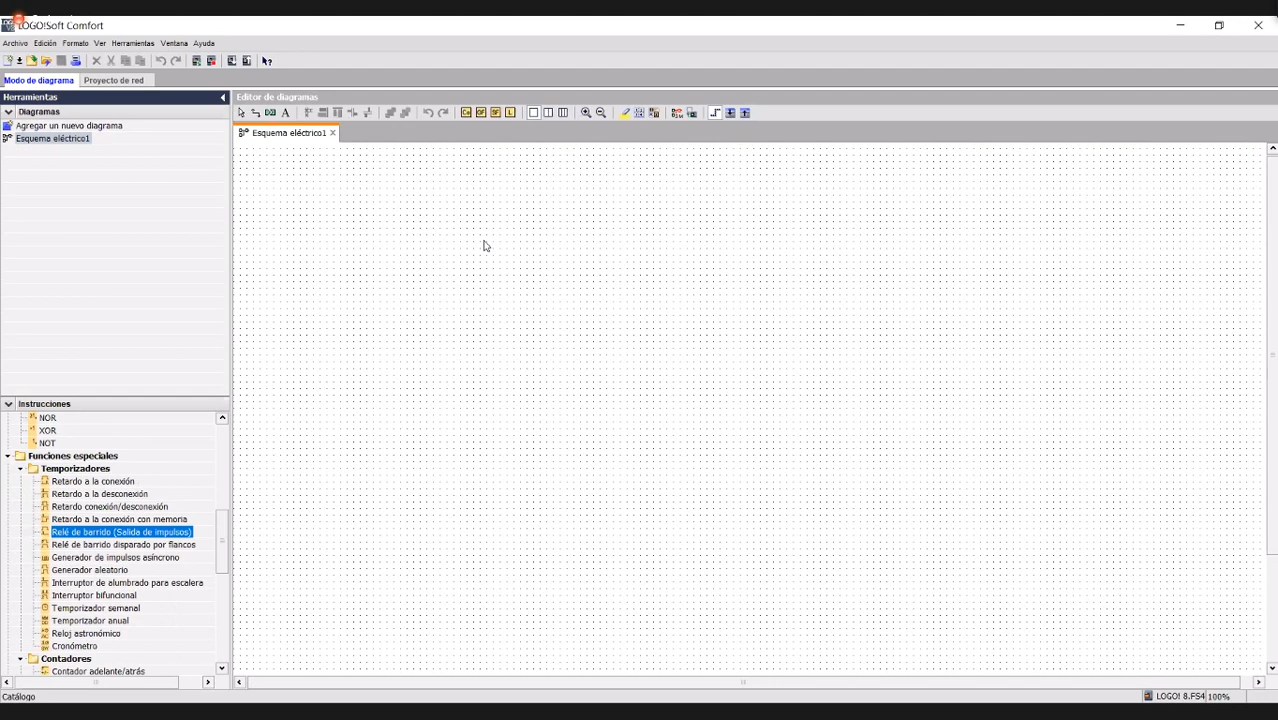 LOGO!Soft Comfort
Archivo Edición Formato Ver Herramientas Ventana Ayuda
Modo de diagrama Proyecto de red
Herramientas
Editor de diagramas
Diagramas
Agregar un nuevo diagrama
Esquema eléctrico1
Esquema eléctrico1
Instrucciones
NOR
XOR
NOT
Funciones especiales
Temporizadores
Retardo a la conexión
Retardo a la desconexión
Retardo conexión/desconexión
Retardo a la conexión con memoria
Relé de barrido (Salida de impulsos)
Relé de barrido disparado por flancos
Generador de impulsos asíncrono
Generador aleatorio
Interruptor de alumbrado para escalera
Interruptor bifuncional
Temporizador semanal
Temporizador anual
Reloj astronómico
Cronómetro
Contadores
Contador adelante/atrás
Catálogo
LOGO! 8.FS4 100%